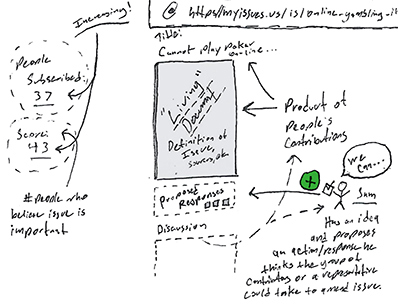 Increasing!
http://myissues.us/is/online-gambling-i
Title:
Cannot play Poker
online...
People
Subscribed:
37
Score:
43
#people who
believe issue is
important
"Living"
Document
Definition of
Issue,
sources, etc.
Product of
People's
Contributions
Proposed
Responses
Discussion
We
can...
Sam
Has an idea
and proposes
an action/response he
thinks the group of
Contributors or a representative
Could take to amend issue.